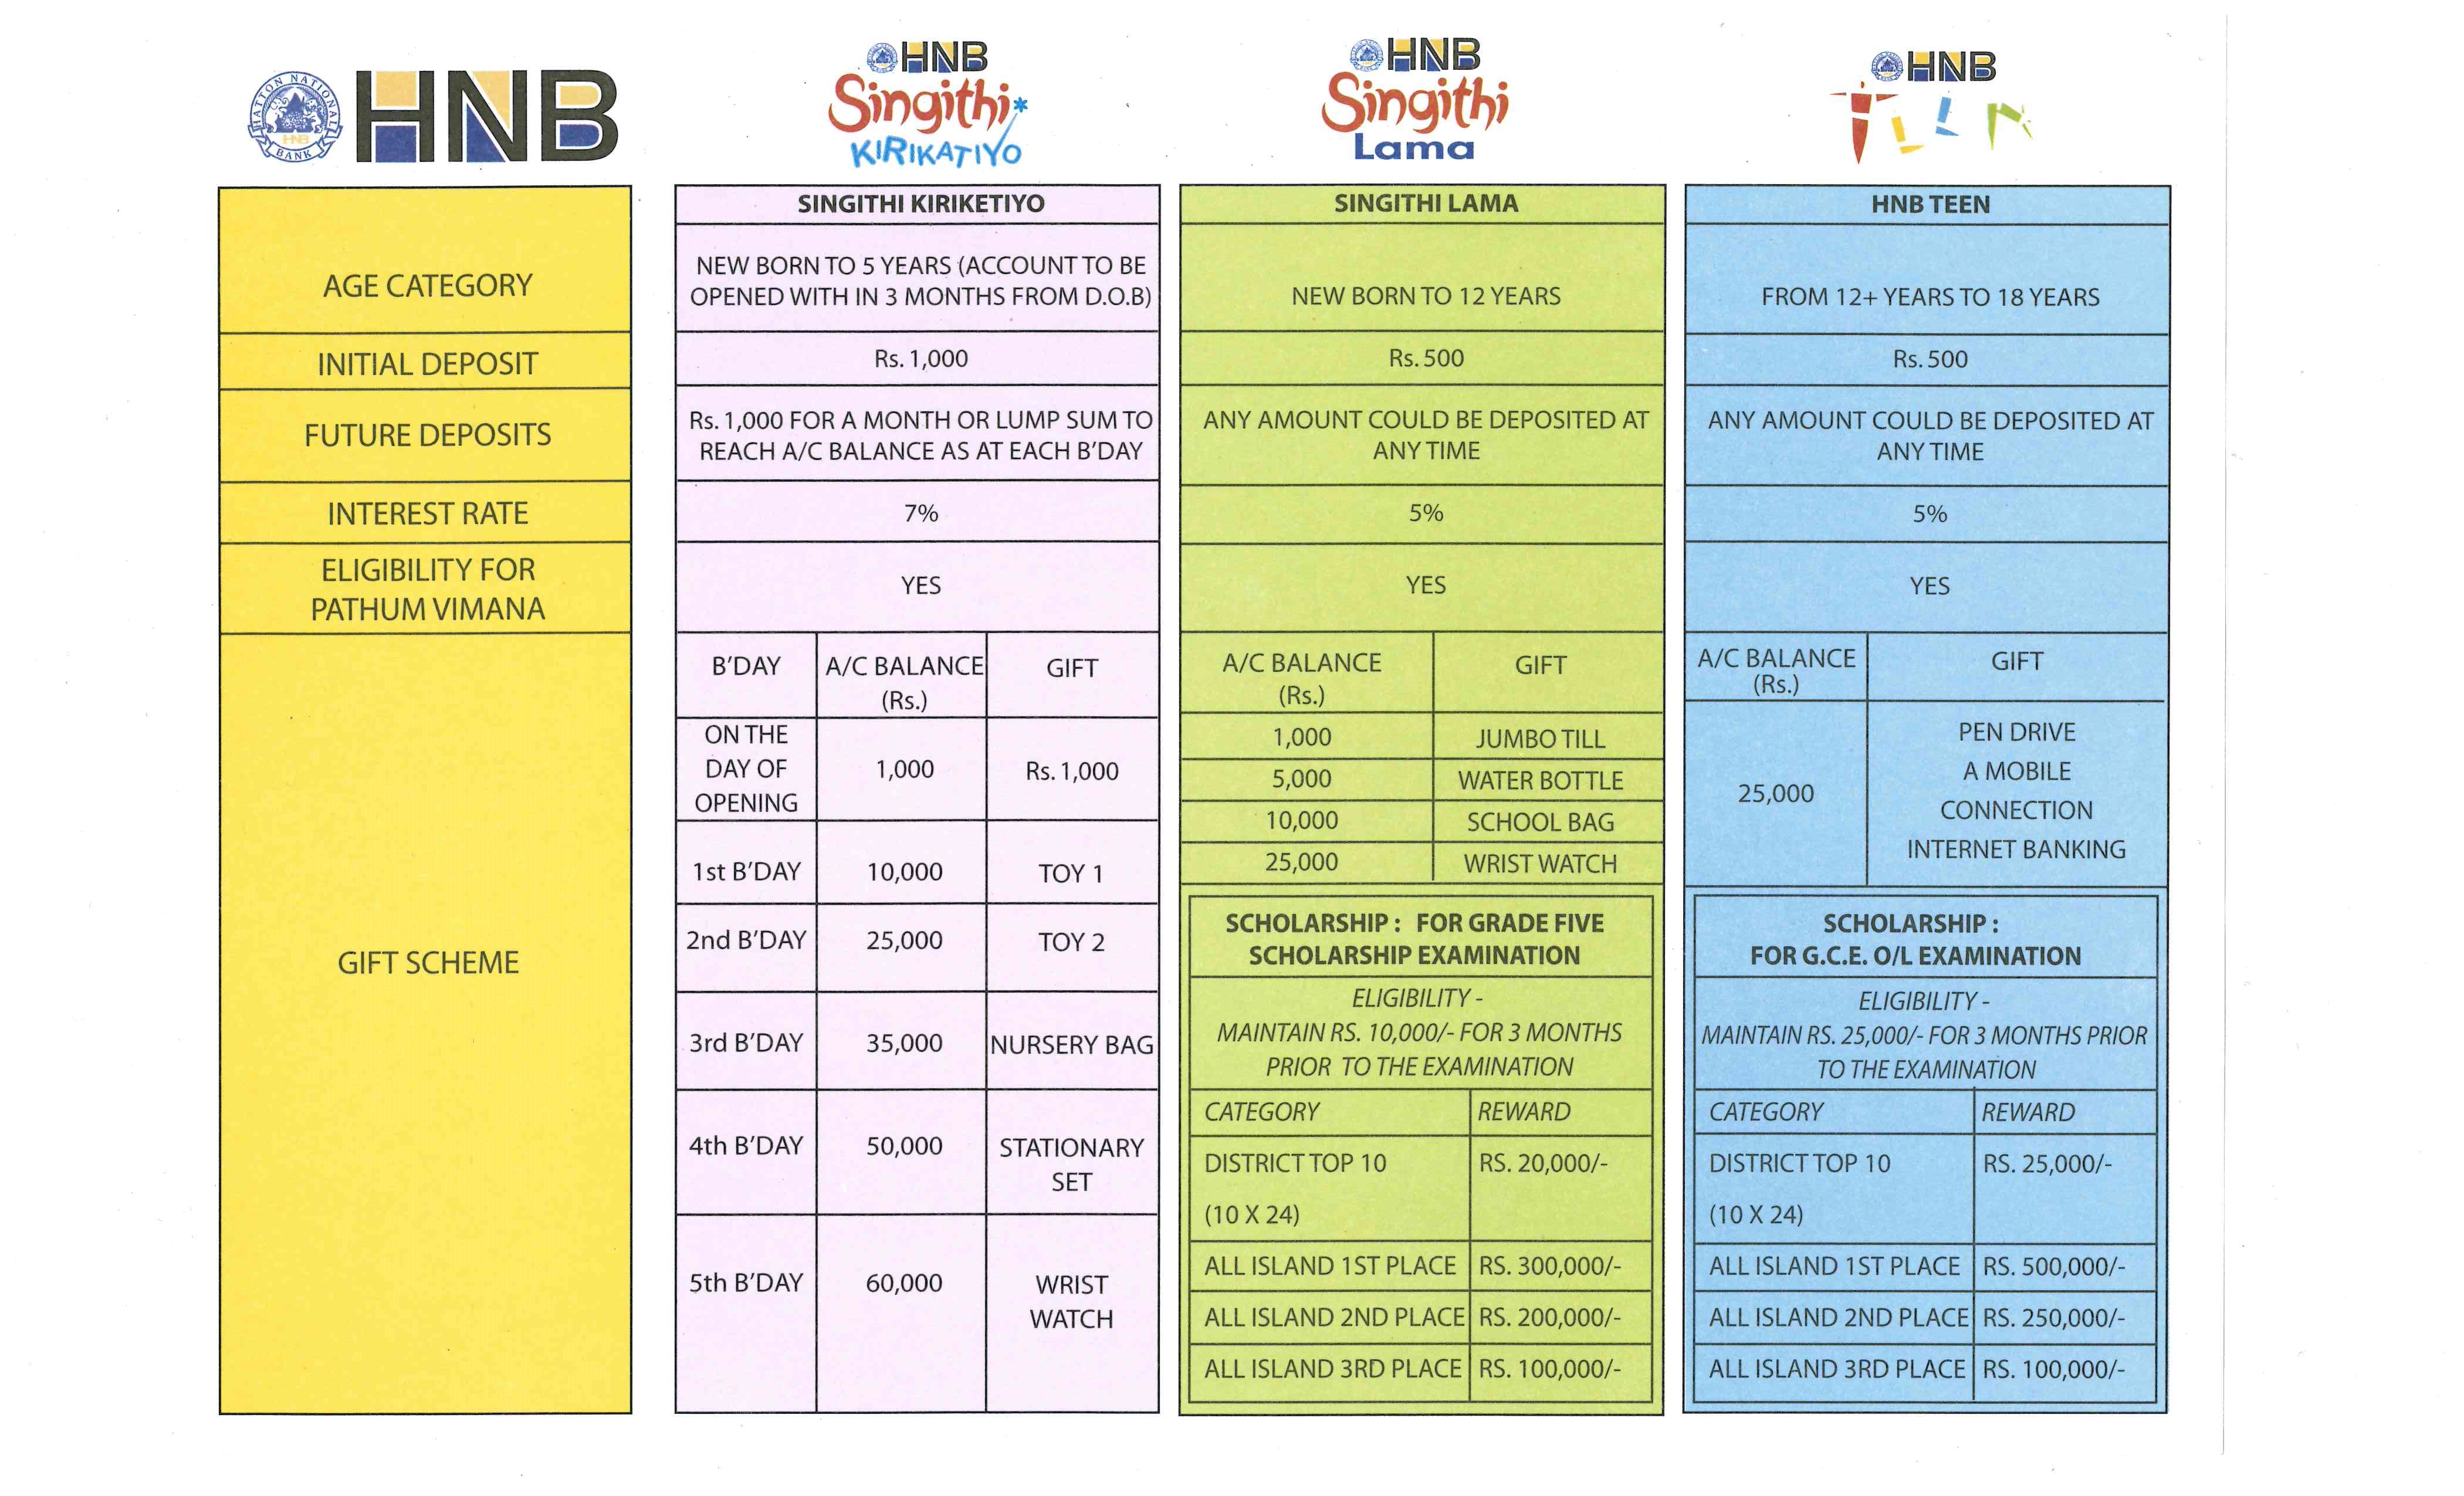 HATTON NATIONAL
HNB
BANK
HNB
HNB
Singithi
KIRIKATIYO
HNB
Singithi
Lama
HNB
TEEN
AGE CATEGORY
INITIAL DEPOSIT
FUTURE DEPOSITS
INTEREST RATE
ELIGIBILITY FOR
PATHUM VIMANA
GIFT SCHEME
SINGITHI KIRIKETIYO
NEW BORN TO 5 YEARS (ACCOUNT TO BE
OPENED WITH IN 3 MONTHS FROM D.O.B)
Rs. 1,000
Rs. 1,000 FOR A MONTH OR LUMP SUM TO
REACH A/C BALANCE AS AT EACH B'DAY
7%
YES
B'DAY A/C BALANCE GIFT
(Rs.)
ON THE
DAY OF 1,000 Rs. 1,000
OPENING
1st B'DAY 10,000 TOY 1
2nd B'DAY 25,000 TOY 2
3rd B'DAY 35,000 NURSERY BAG
4th B'DAY 50,000 STATIONARY
SET
5th B'DAY 60,000 WRIST
WATCH
SINGITHI LAMA
NEW BORN TO 12 YEARS
Rs. 500
ANY AMOUNT COULD BE DEPOSITED AT
ANY TIME
5%
YES
A/C BALANCE GIFT
(Rs.)
1,000 JUMBO TILL
5,000 WATER BOTTLE
10,000 SCHOOL BAG
25,000 WRIST WATCH
SCHOLARSHIP : FOR GRADE FIVE
SCHOLARSHIP EXAMINATION
ELIGIBILITY -
MAINTAIN RS. 10,000/- FOR 3 MONTHS
PRIOR TO THE EXAMINATION
CATEGORY REWARD
DISTRICT TOP 10 RS. 20,000/-
(10 X 24)
ALL ISLAND 1ST PLACE RS. 300,000/-
ALL ISLAND 2ND PLACE RS. 200,000/-
ALL ISLAND 3RD PLACE RS. 100,000/-
HNB TEEN
FROM 12+ YEARS TO 18 YEARS
Rs. 500
ANY AMOUNT COULD BE DEPOSITED AT
ANY TIME
5%
YES
A/C BALANCE GIFT
(Rs.)
PEN DRIVE
A MOBILE
25,000 CONNECTION
INTERNET BANKING
SCHOLARSHIP :
FOR G.C.E. O/L EXAMINATION
ELIGIBILITY -
MAINTAIN RS. 25,000/- FOR 3 MONTHS PRIOR
TO THE EXAMINATION
CATEGORY REWARD
DISTRICT TOP 10 RS. 25,000/-
(10 X 24)
ALL ISLAND 1ST PLACE RS. 500,000/-
ALL ISLAND 2ND PLACE RS. 250,000/-
ALL ISLAND 3RD PLACE RS. 100,000/-